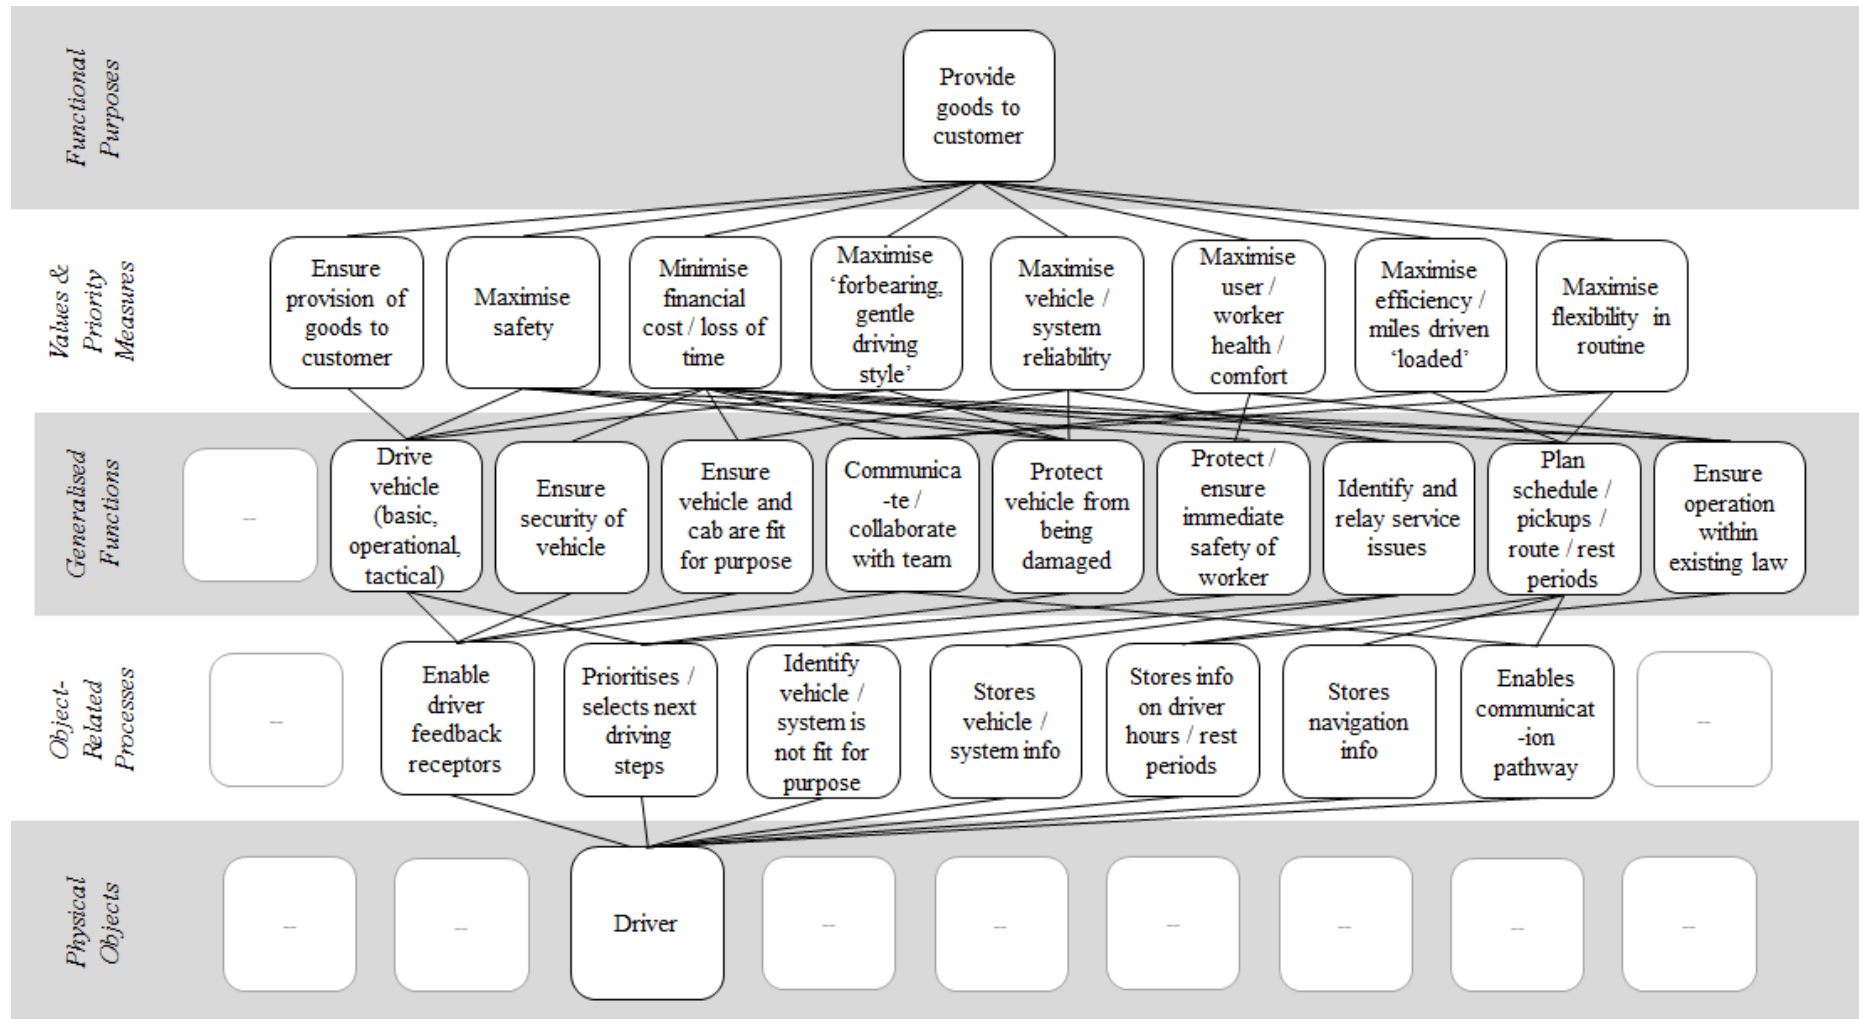 Functional
Purposes
Provide
goods to
customer
Values &
Priority
Measures
Ensure
provision of
goods to
customer
Maximise
safety
Minimise
financial
cost / loss of
time
Maximise
‘forbearing,
gentle
driving
style’
Maximise
vehicle /
system
reliability
Maximise
user /
worker
health /
comfort
Maximise
efficiency /
miles driven
‘loaded’
Maximise
flexibility in
routine
Generalised
Functions
--
Drive
vehicle
(basic,
operational,
tactical)
Ensure
security of
vehicle
Ensure
vehicle and
cab are fit
for purpose
Communica
-te /
collaborate
with team
Protect
vehicle from
being
damaged
Protect /
ensure
immediate
safety of
worker
Identify and
relay service
issues
Plan
schedule /
pickups /
route / rest
periods
Ensure
operation
within
existing law
Object-
Related
Processes
--
Enable
driver
feedback
receptors
Prioritises /
selects next
driving
steps
Identify
vehicle /
system is
not fit for
purpose
Stores
vehicle /
system info
Stores info
on driver
hours / rest
periods
Stores
navigation
info
Enables
communicat
-ion
pathway
--
Physical
Objects
--
--
Driver
--
--
--
--
--
--